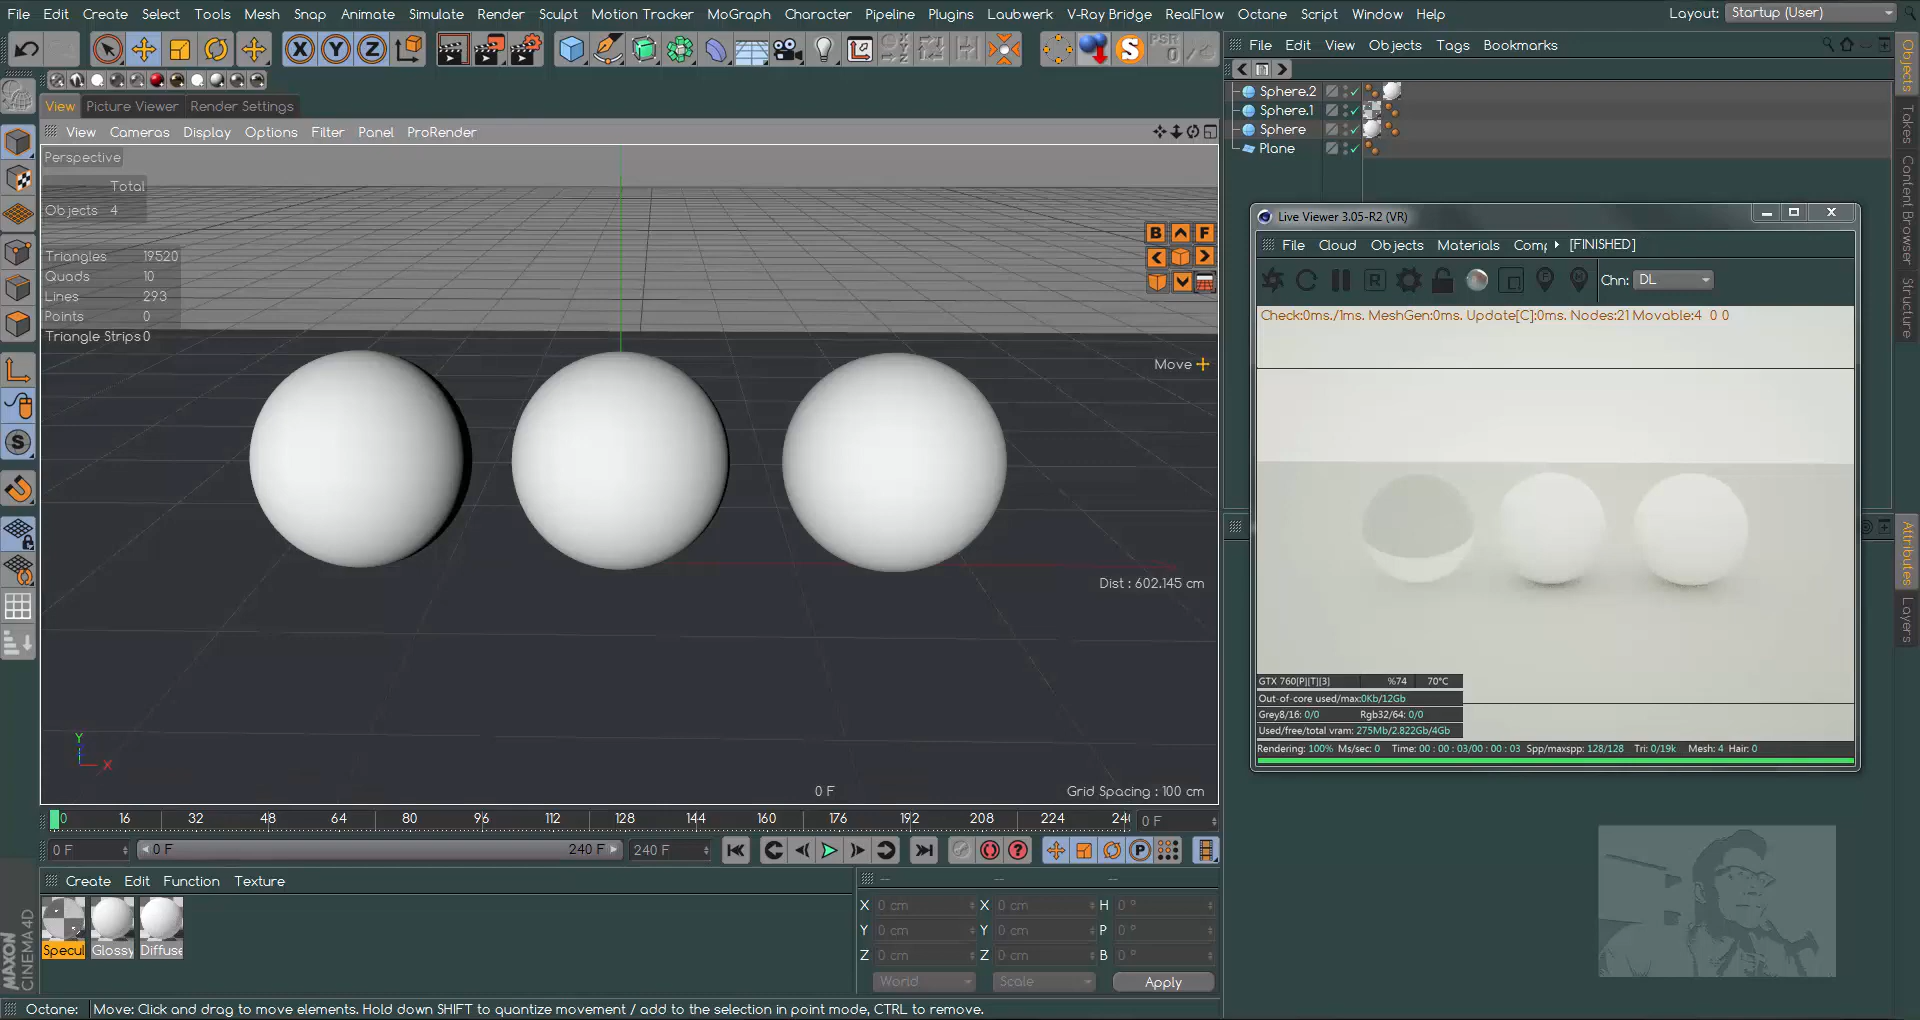 File Edit Create Select Tools Mesh Snap Animate Simulate Render Sculpt Motion Tracker MoGraph Character Pipeline Plugins Laubwerk V-Ray Bridge RealFlow Octane Script Window Help Layout: Startup (User)
X Y Z S PSR 0
File Edit View Objects Tags Bookmarks
Sphere.2
Sphere.1
Sphere
Plane
Objects
Takes
Content Browser
Structure
Attributes
Layers
View Picture Viewer Render Settings
View Cameras Display Options Filter Panel ProRender
Perspective
Total
Objects 4
Triangles 19520
Quads 10
Lines 293
Points 0
Triangle Strips 0
B F
Move
Dist : 602.145 cm
Y
X
0 F
Grid Spacing : 100 cm
Live Viewer 3.05-R2 (VR)
File Cloud Objects Materials Comp [FINISHED]
R Chn: DL
Check:0ms./1ms. MeshGen:0ms. Update[C]:0ms. Nodes:21 Movable:4 0 0
GTX 760[P][T][3] %74 70°C
Out-of-core used/max:0Kb/12Gb
Grey8/16: 0/0 Rgb32/64: 0/0
Used/free/total vram: 275Mb/2.822Gb/4Gb
Rendering: 100% Ms/sec: 0 Time: 00 : 00 : 03/00 : 00 : 03 Spp/maxspp: 128/128 Tri: 0/19k Mesh: 4 Hair: 0
0 16 32 48 64 80 96 112 128 144 160 176 192 208 224 24 0 F
0 F 0 F 240 F 240 F P
Create Edit Function Texture
Specul Glossy Diffuse
-- -- --
X 0 cm X 0 cm H 0 °
Y 0 cm Y 0 cm P 0 °
Z 0 cm Z 0 cm B 0 °
World Scale Apply
MAXON CINEMA 4D
Octane: Move: Click and drag to move elements. Hold down SHIFT to quantize movement / add to the selection in point mode, CTRL to remove.